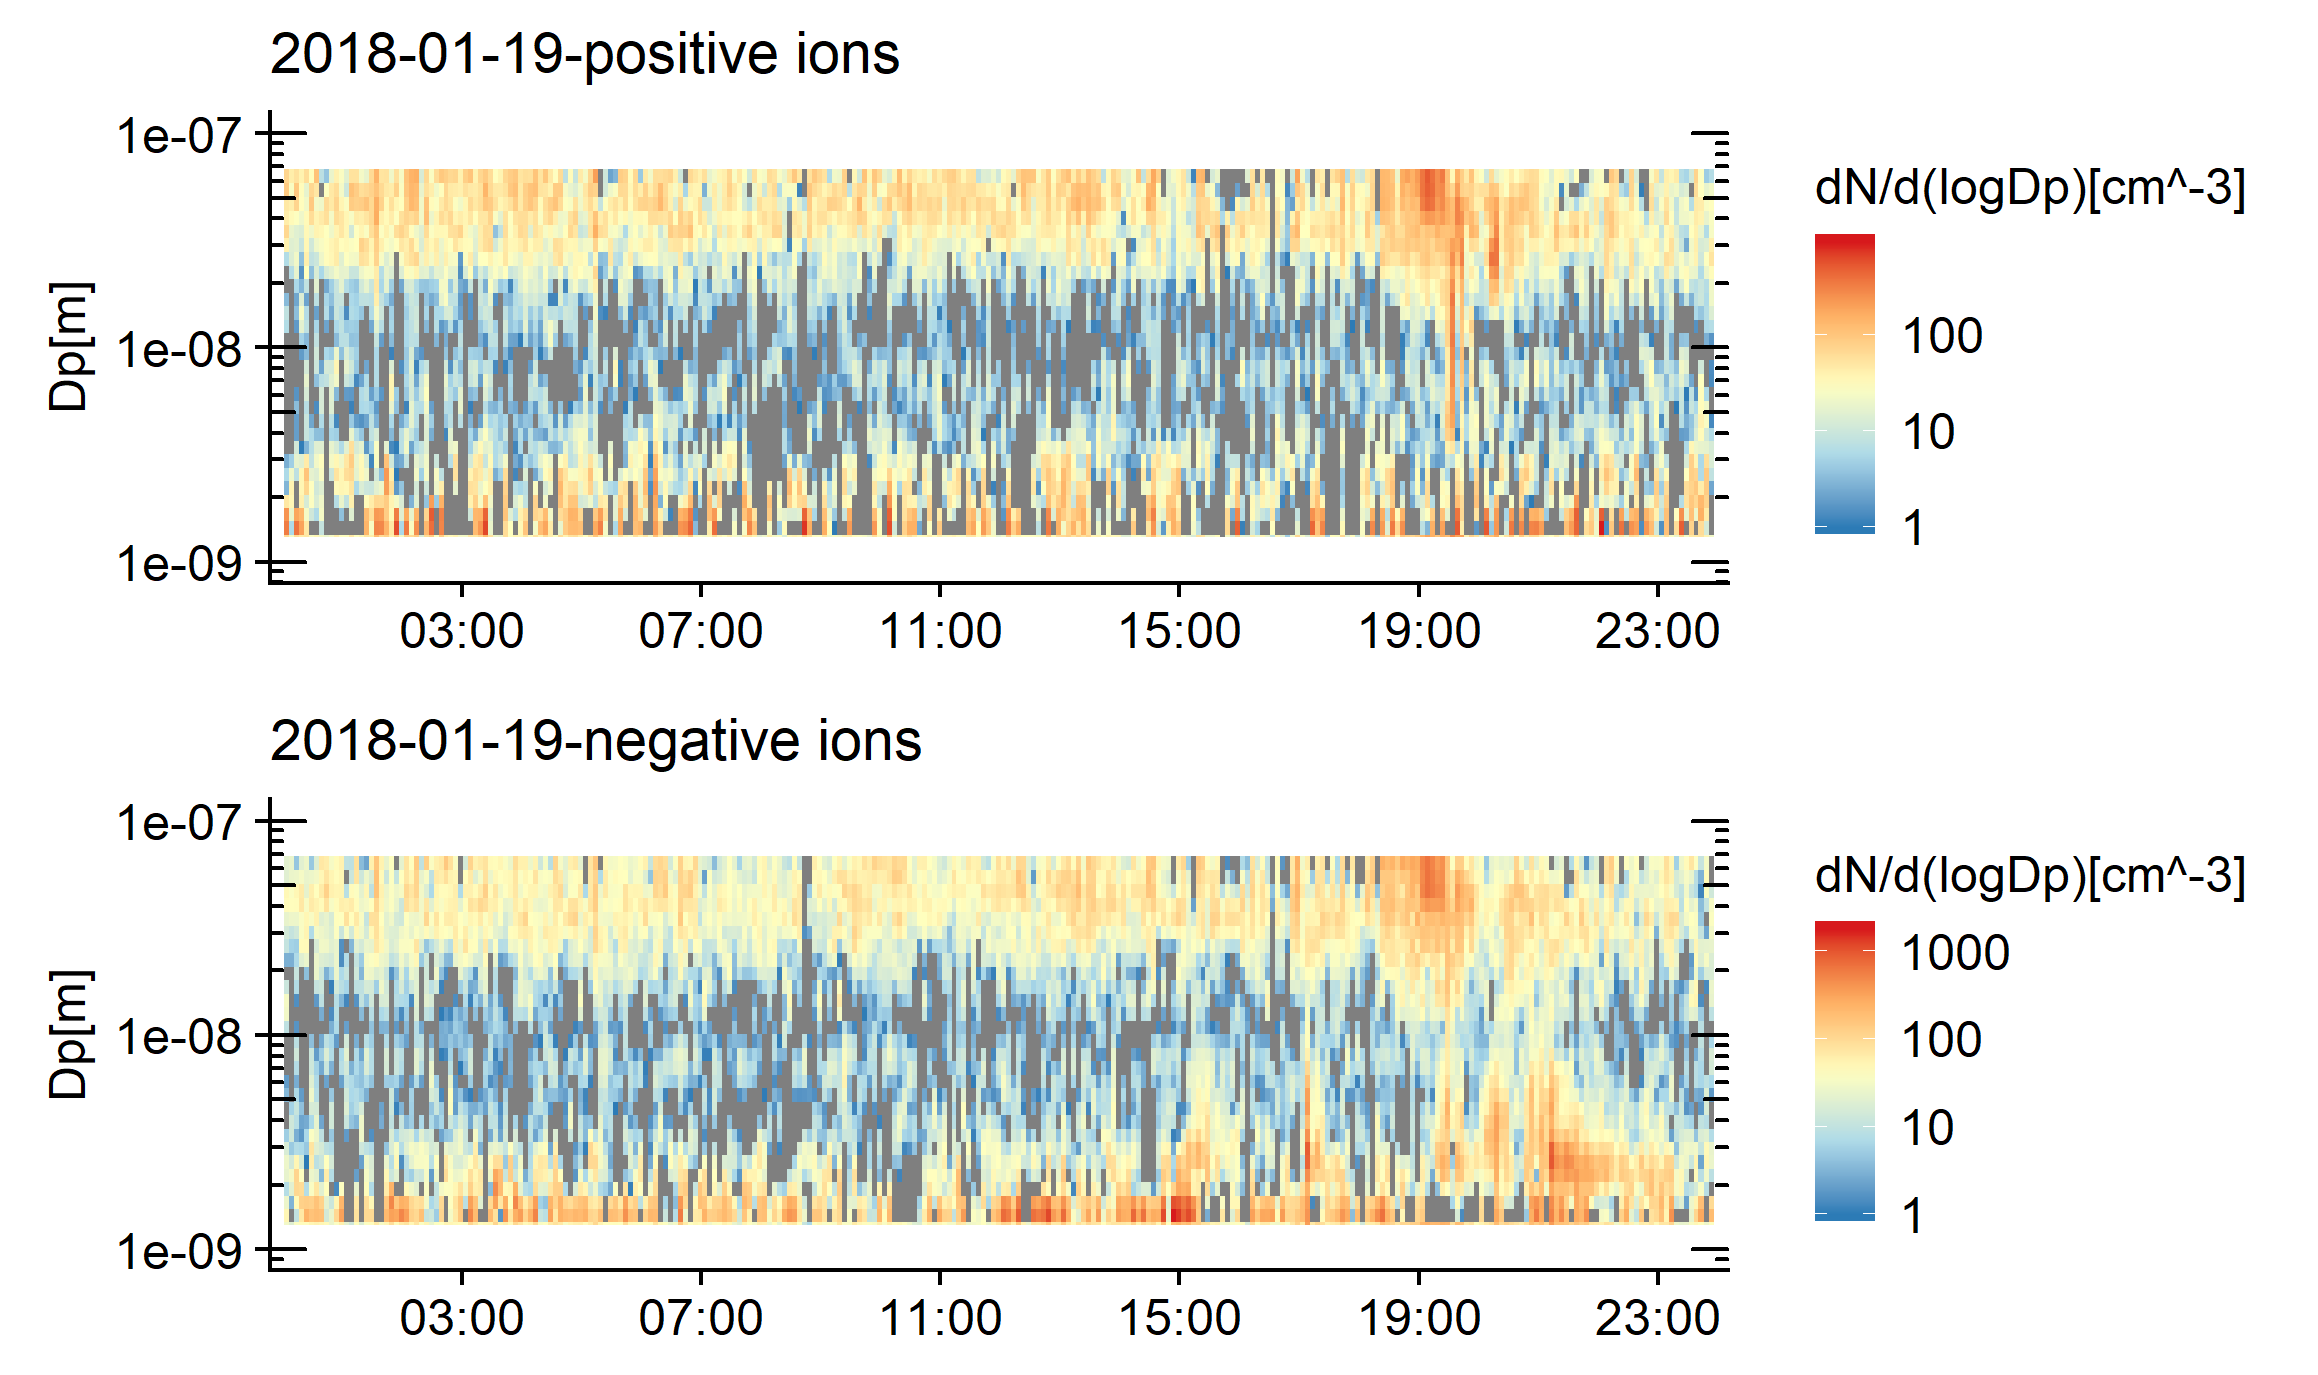 2018-01-19-positive ions
dN/d(logDp)[cm^-3]
Dp[m]
1e-07
1e-08
1e-09
100
10
1
03:00 07:00 11:00 15:00 19:00 23:00
2018-01-19-negative ions
dN/d(logDp)[cm^-3]
Dp[m]
1e-07
1e-08
1e-09
1000
100
10
1
03:00 07:00 11:00 15:00 19:00 23:00